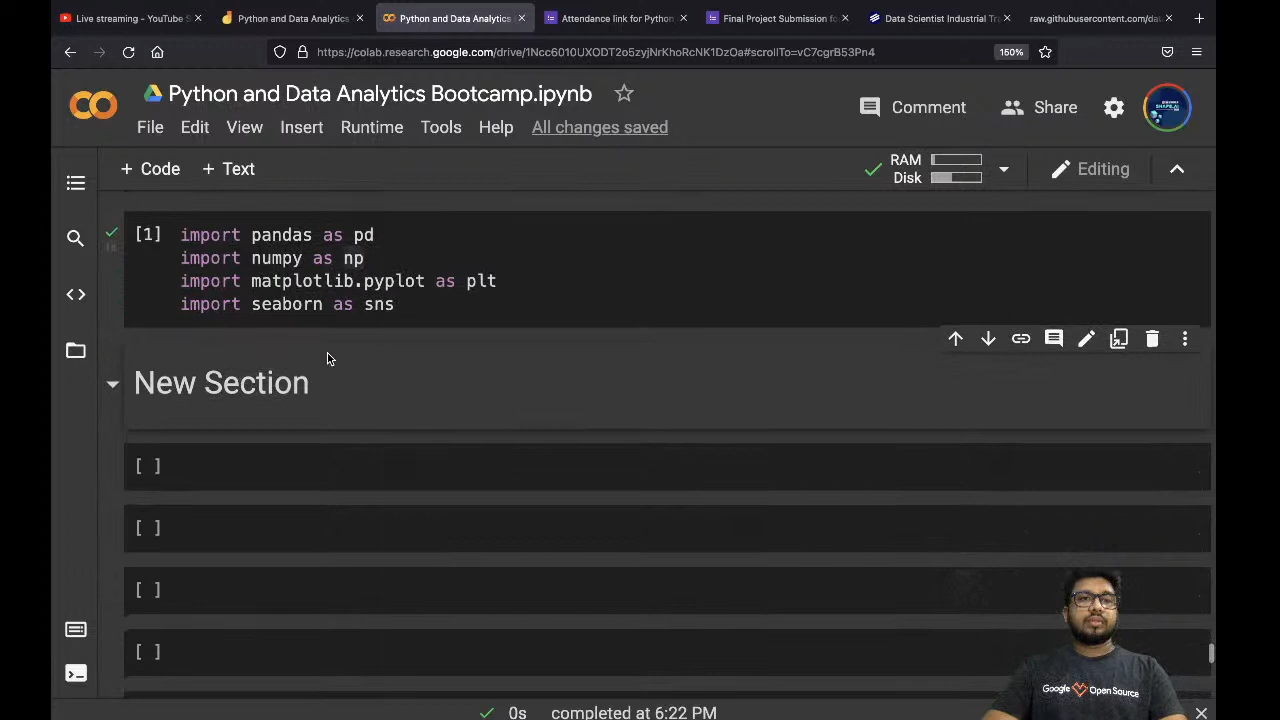 Live streaming - YouTube S
Python and Data Analytics
Python and Data Analytics
Attendance link for Python
Final Project Submission fo
Data Scientist Industrial Tra
raw.githubusercontent.com/dat
https://colab.research.google.com/drive/1Ncc6010UXODT2o5zyjNrKhoRcNK1DzOa#scrollTo=vC7cgrB53Pn4
150%
Python and Data Analytics Bootcamp.ipynb
Comment
Share
File Edit View Insert Runtime Tools Help All changes saved
+ Code + Text
RAM
Disk
Editing
[1] import pandas as pd
import numpy as np
import matplotlib.pyplot as plt
import seaborn as sns
New Section
[ ]
[ ]
[ ]
[ ]
Google Open Source
0s completed at 6:22 PM